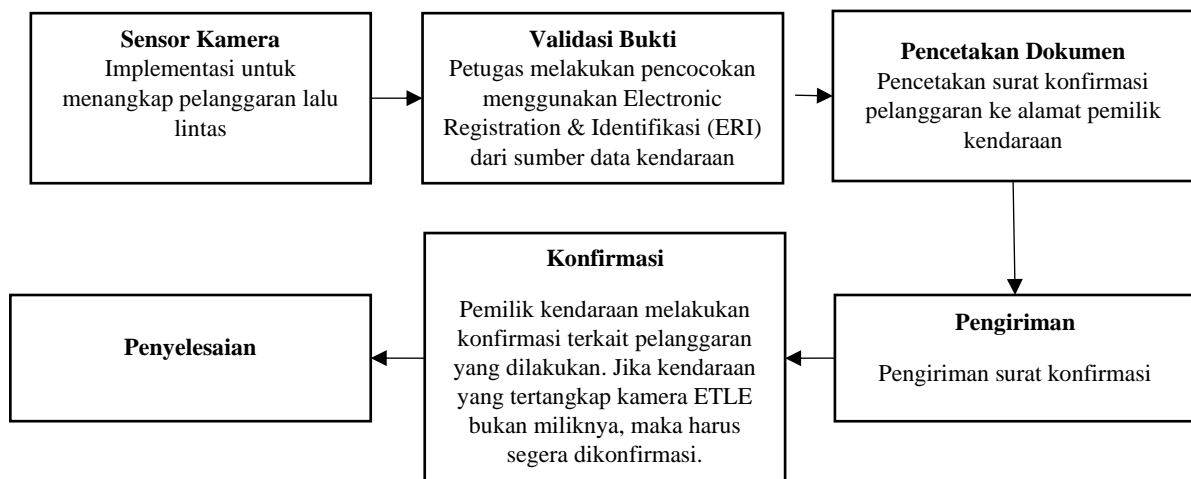 Sensor Kamera
Implementasi untuk
menangkap pelanggaran lalu
lintas
Validasi Bukti
Petugas melakukan pencocokan
menggunakan Electronic
Registration & Identifikasi (ERI)
dari sumber data kendaraan
Pencetakan Dokumen
Pencetakan surat konfirmasi
pelanggaran ke alamat pemilik
kendaraan
Pengiriman
Pengiriman surat konfirmasi
Konfirmasi
Pemilik kendaraan melakukan
konfirmasi terkait pelanggaran
yang dilakukan. Jika kendaraan
yang tertangkap kamera ETLE
bukan miliknya, maka harus
segera dikonfirmasi.
Penyelesaian